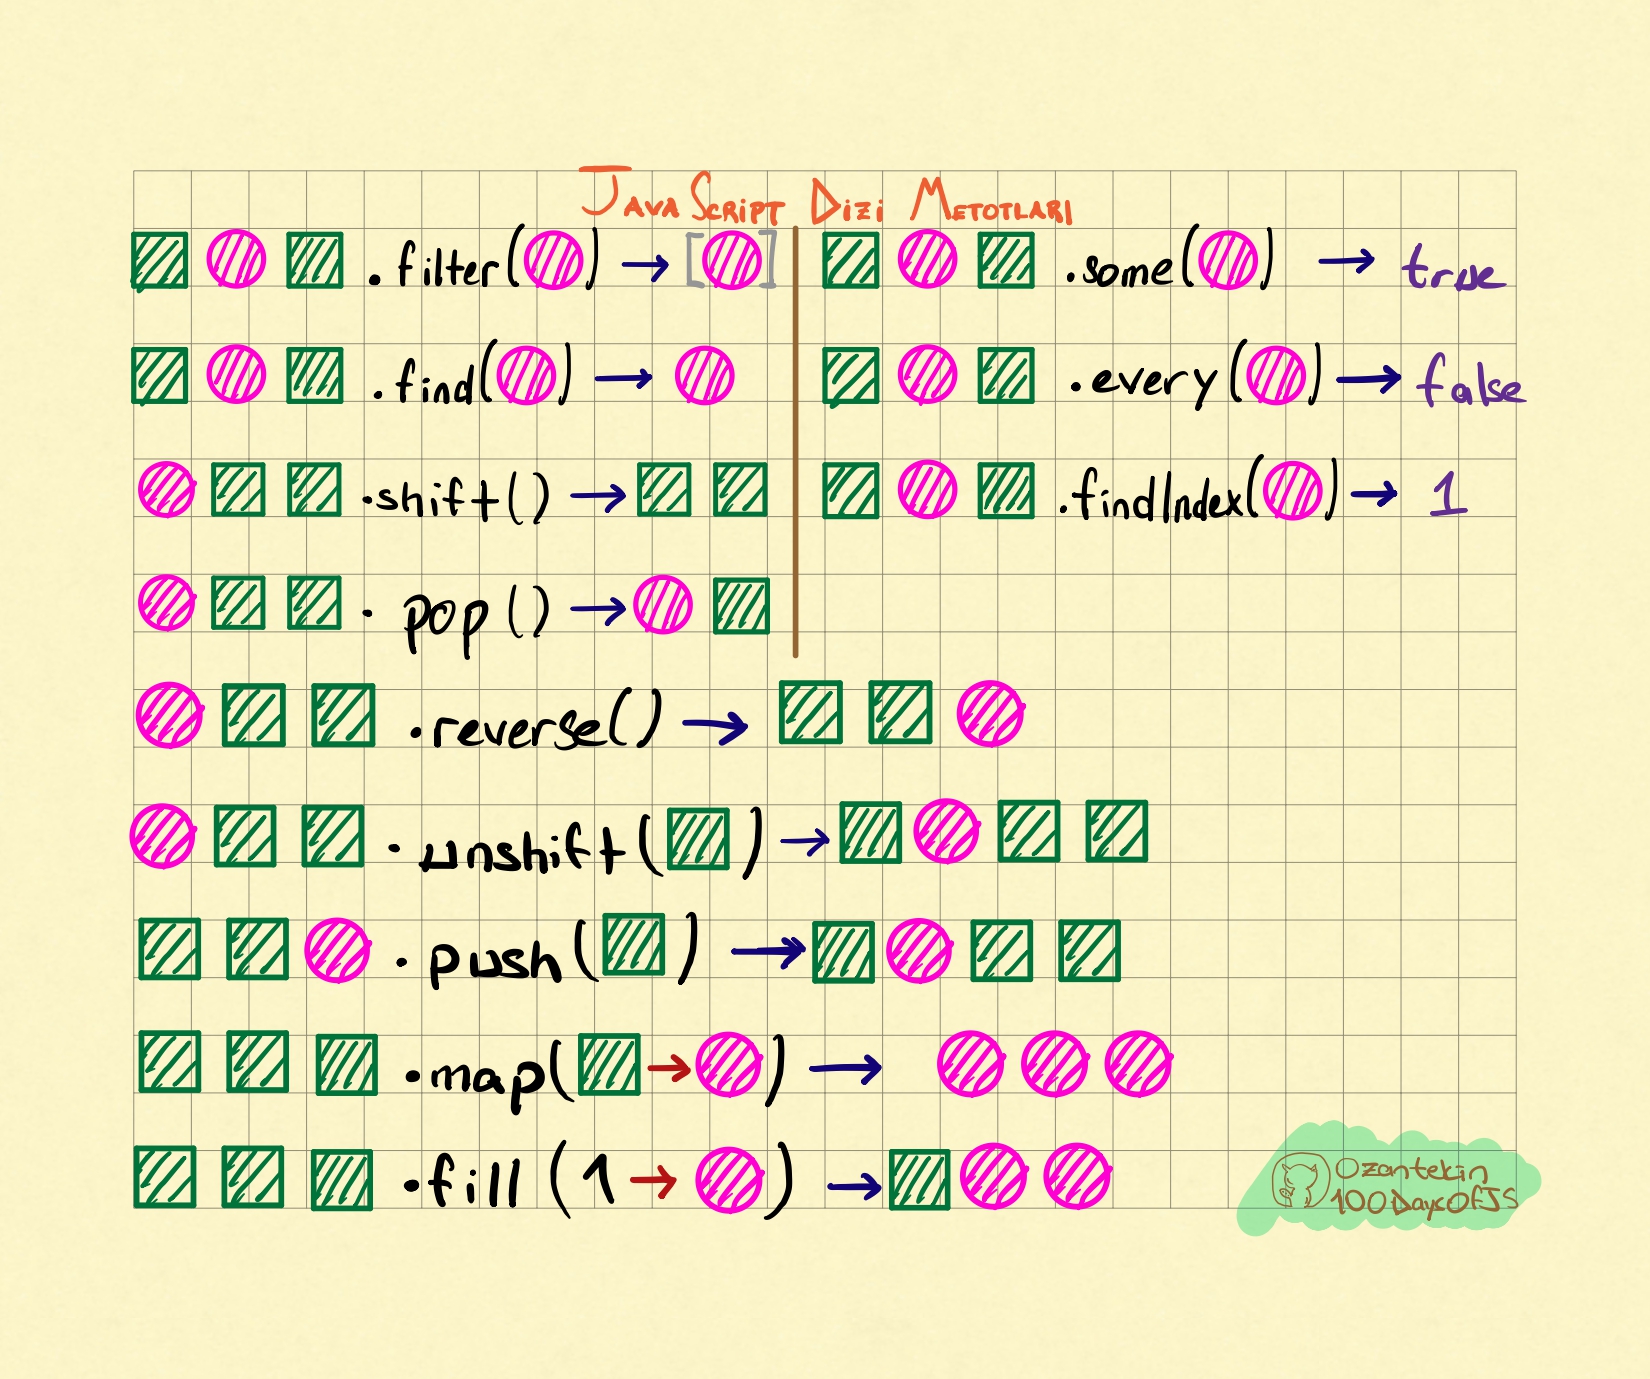 JavaScript Dizi Metotları
.filter( ) → [ ]
.find( ) →
.shift() →
.pop() →
.some( ) → true
.every( ) → false
.findIndex( ) → 1
.reverse() →
.unshift( ) →
.push( ) →
.map( → ) →
.fill (1 → ) →
Ozantekin
100DaysOfJS